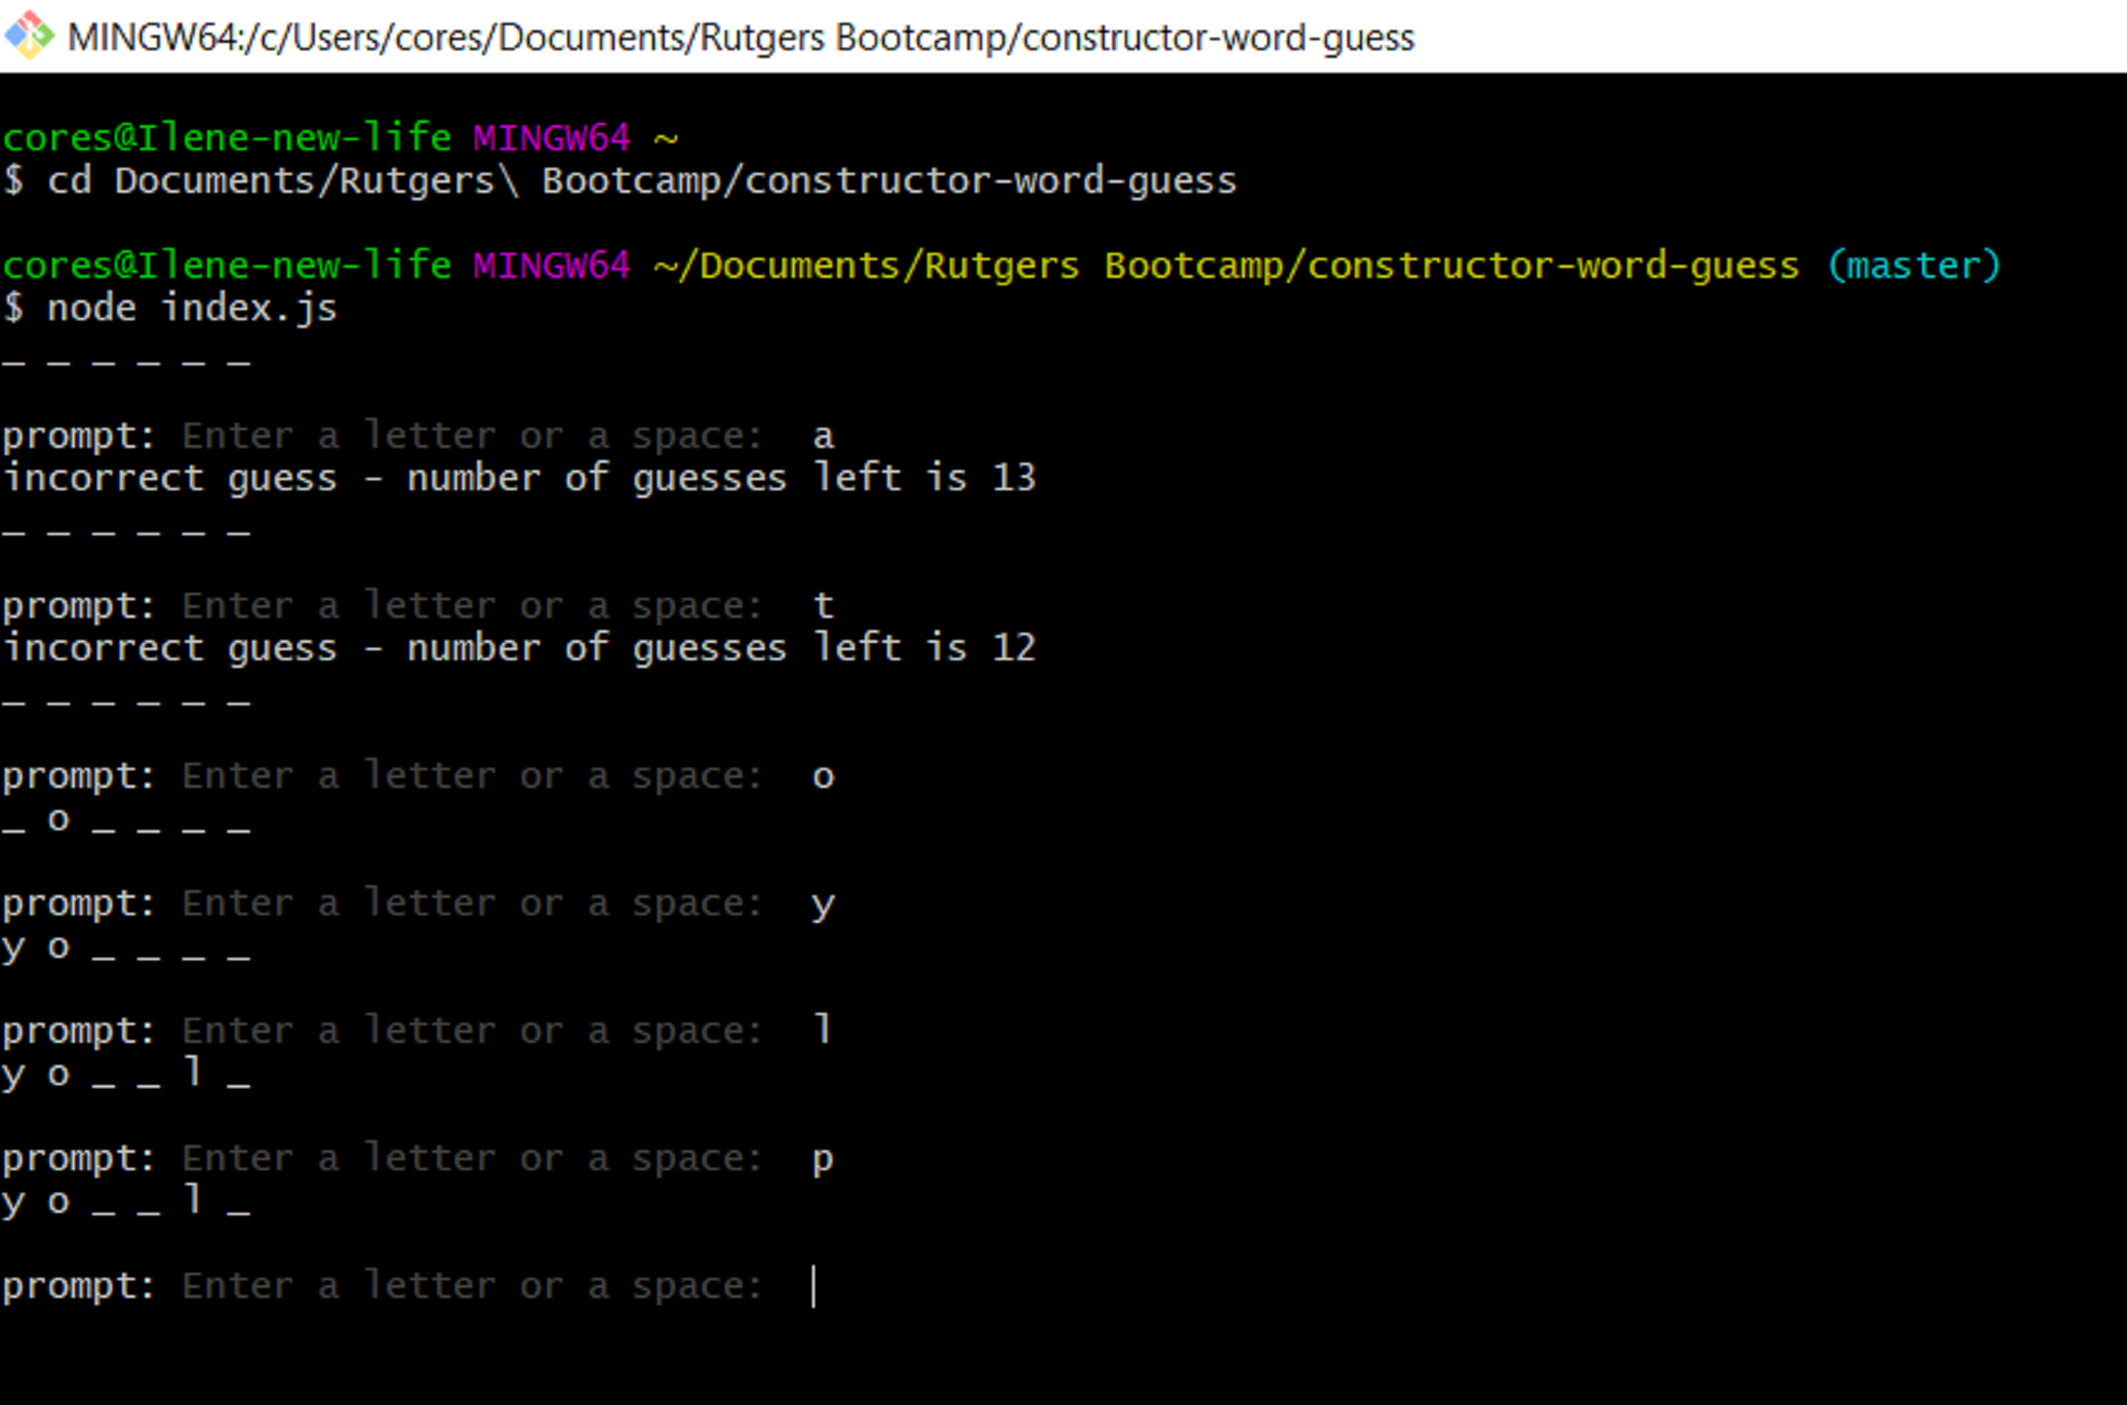 MINGW64:/c/Users/cores/Documents/Rutgers Bootcamp/constructor-word-guess
cores@Ilene-new-life MINGW64 ~
$ cd Documents/Rutgers\ Bootcamp/constructor-word-guess
cores@Ilene-new-life MINGW64 ~/Documents/Rutgers Bootcamp/constructor-word-guess (master)
$ node index.js
_ _ _ _ _ _
prompt: Enter a letter or a space:  a
incorrect guess - number of guesses left is 13
_ _ _ _ _ _
prompt: Enter a letter or a space:  t
incorrect guess - number of guesses left is 12
_ _ _ _ _ _
prompt: Enter a letter or a space:  o
_ o _ _ _ _
prompt: Enter a letter or a space:  y
y o _ _ _ _
prompt: Enter a letter or a space:  l
y o _ _ l _
prompt: Enter a letter or a space:  p
y o _ _ l _
prompt: Enter a letter or a space: